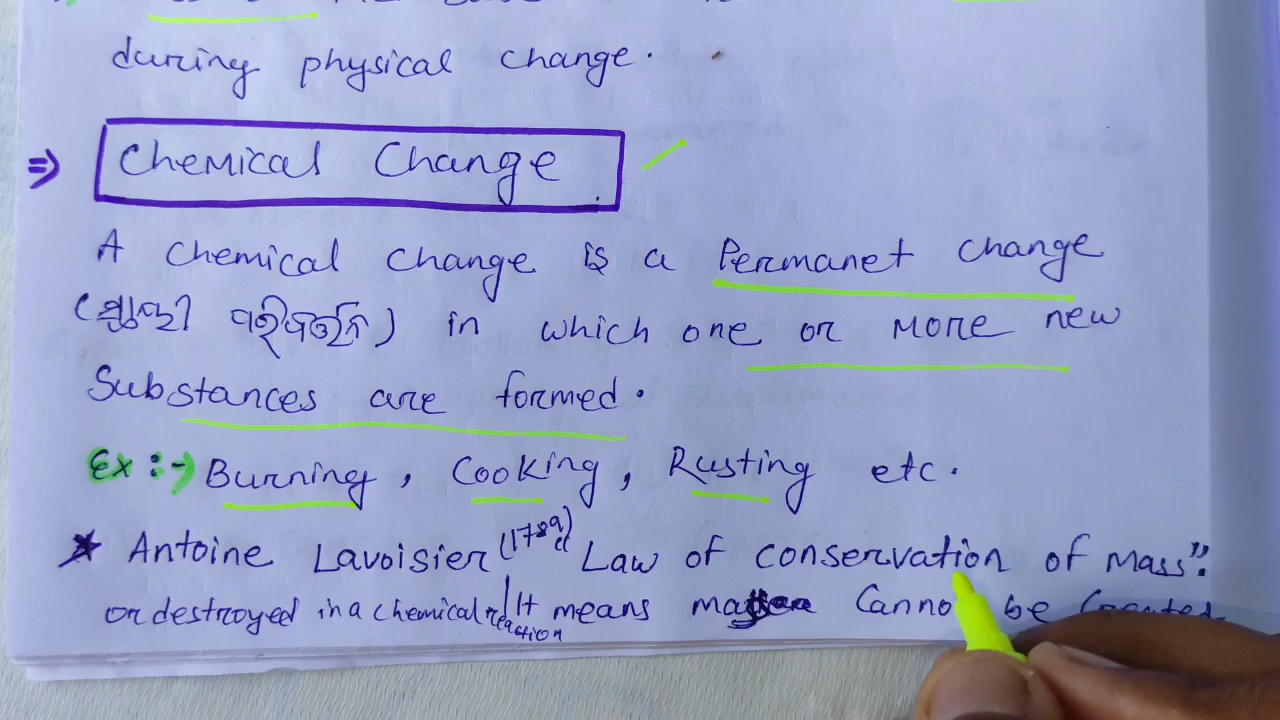 during physical change.
⇒ Chemical Change
A chemical change is a Permanet change
(ସ୍ଥାୟୀ ପରିବର୍ତ୍ତନ) in which one or more new
Substances are formed.
Ex :-) Burning, Cooking, Rusting etc.
* Antoine Lavoisier (1789) "Law of conservation of Mass".
or destroyed in a chemical reaction | It means Cannot be Created